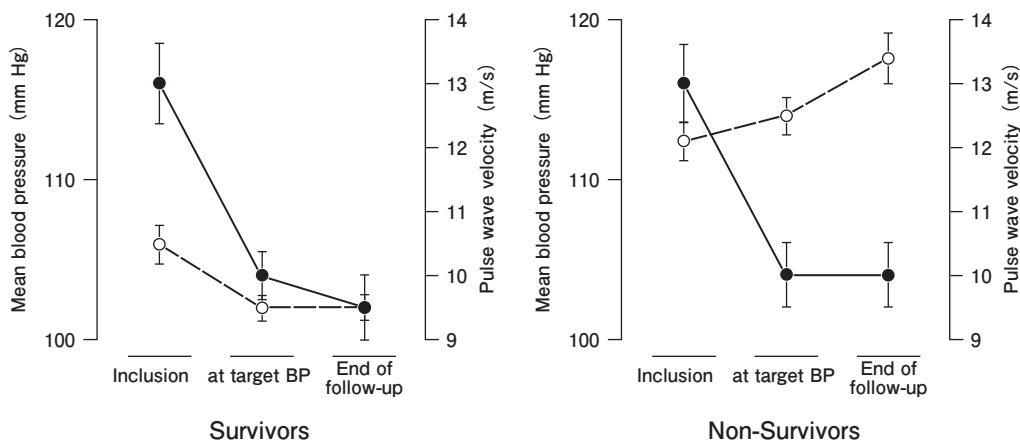 120
110
100
Mean blood pressure (mm Hg)
14
13
12
11
10
9
Pulse wave velocity (m/s)
Inclusion
at target BP
End of
follow-up
Survivors
120
110
100
Mean blood pressure (mm Hg)
14
13
12
11
10
9
Pulse wave velocity (m/s)
Inclusion
at target BP
End of
follow-up
Non-Survivors